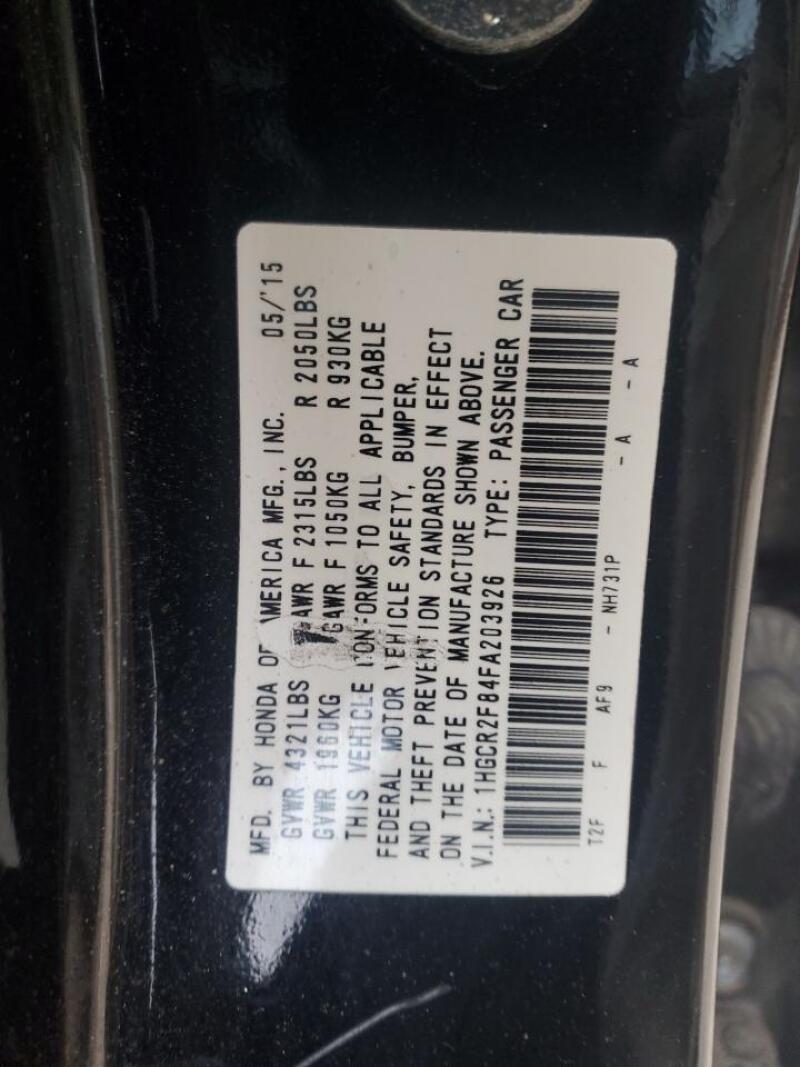 MFD. BY HONDA OF AMERICA MFG., INC. 05/'15
GVWR 4321LBS GAWR F 2315LBS R 2050LBS
GVWR 1960KG GAWR F 1050KG R 930KG
THIS VEHICLE CONFORMS TO ALL APPLICABLE
FEDERAL MOTOR VEHICLE SAFETY, BUMPER,
AND THEFT PREVENTION STANDARDS IN EFFECT
ON THE DATE OF MANUFACTURE SHOWN ABOVE.
V.I.N.: 1HGCR2F84FA203926 TYPE: PASSENGER CAR
T2F F AF9 - NH731P - A - A